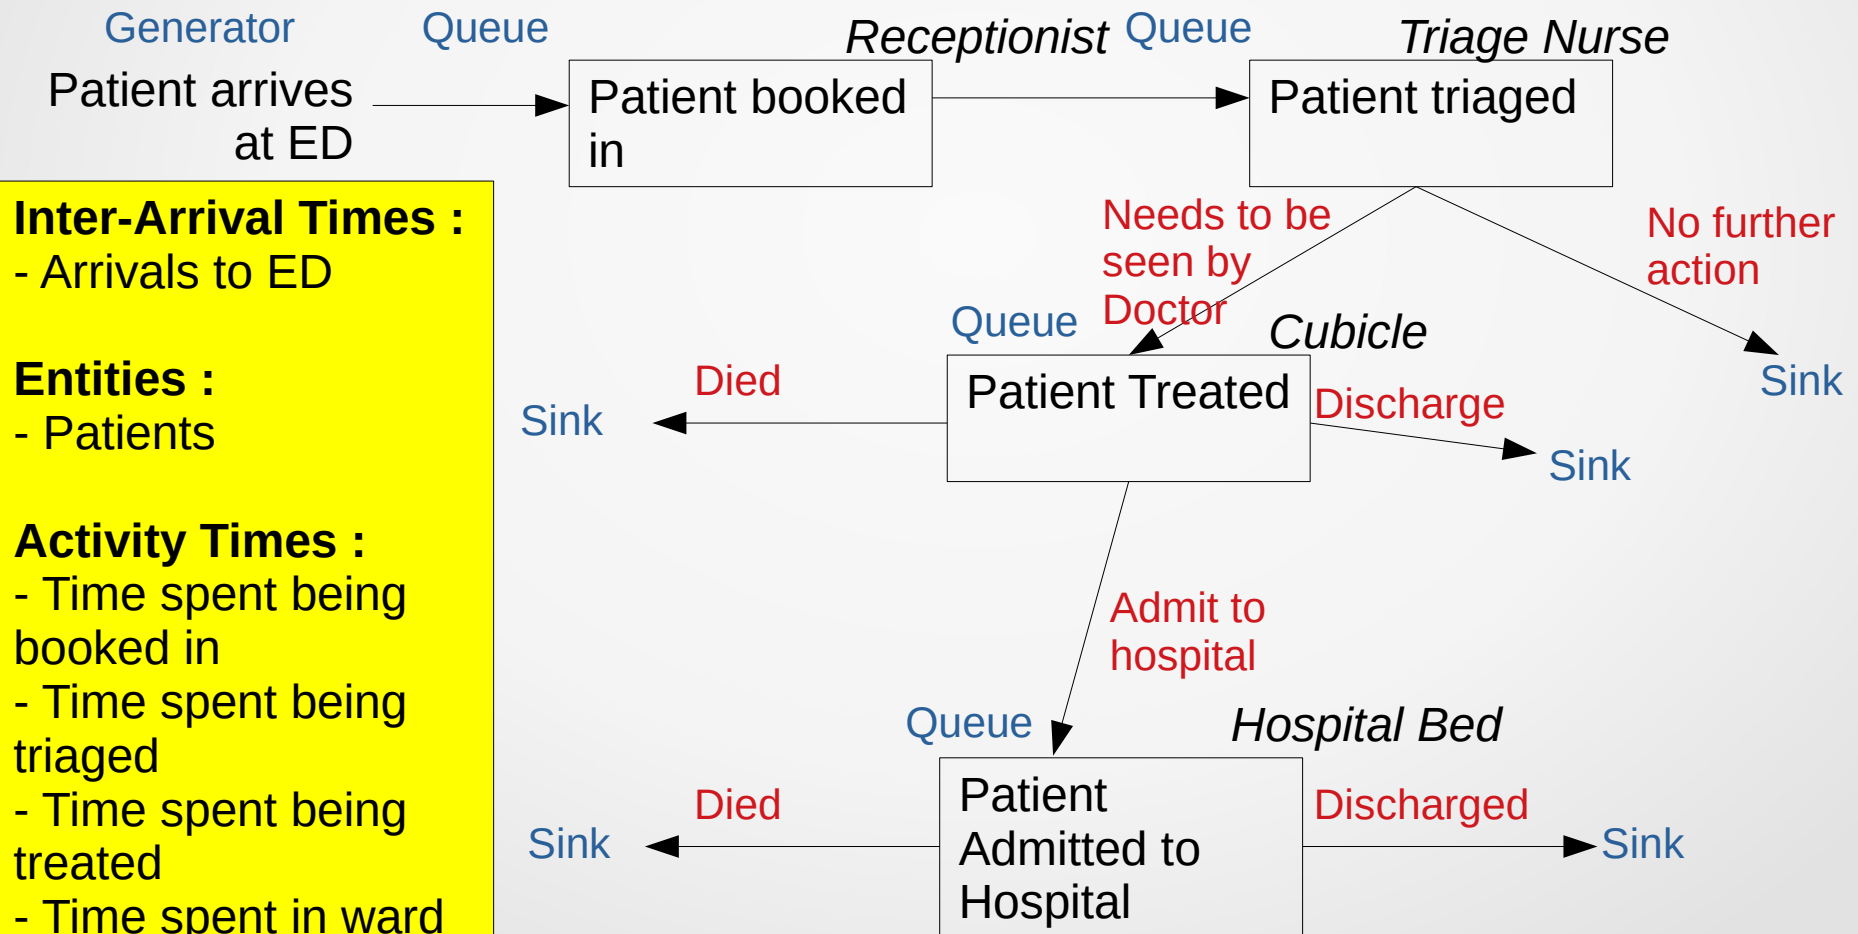 Generator
Queue
Receptionist
Queue
Triage Nurse
Patient arrives
at ED
Patient booked
in
Patient triaged
Inter-Arrival Times :
- Arrivals to ED
Entities :
- Patients
Activity Times :
- Time spent being
booked in
- Time spent being
triaged
- Time spent being
treated
- Time spent in ward
Needs to be
seen by
Doctor
No further
action
Sink
Queue
Cubicle
Patient Treated
Died
Sink
Discharge
Sink
Admit to
hospital
Queue
Hospital Bed
Patient
Admitted to
Hospital
Died
Sink
Discharged
Sink